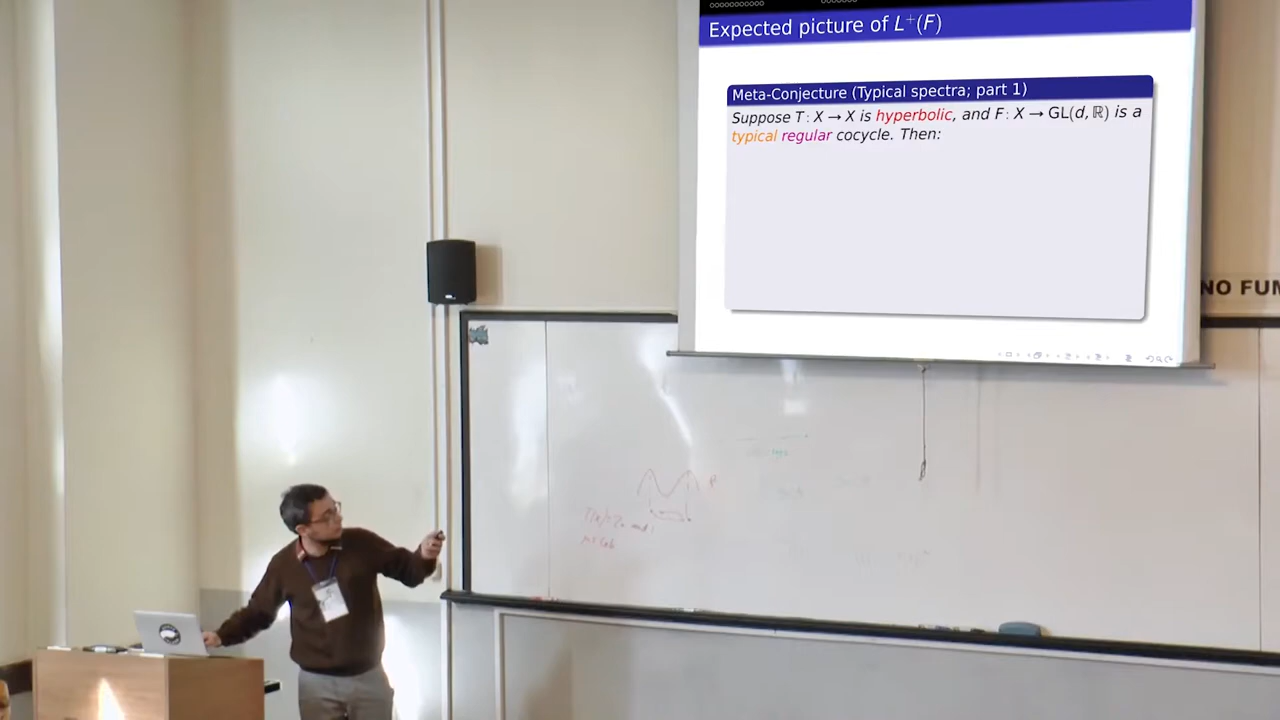 Expected picture of L⁺(F)
Meta-Conjecture (Typical spectra; part 1)
Suppose T: X → X is hyperbolic, and F: X → GL(d, ℝ) is a
typical regular cocycle. Then:
NO FUM